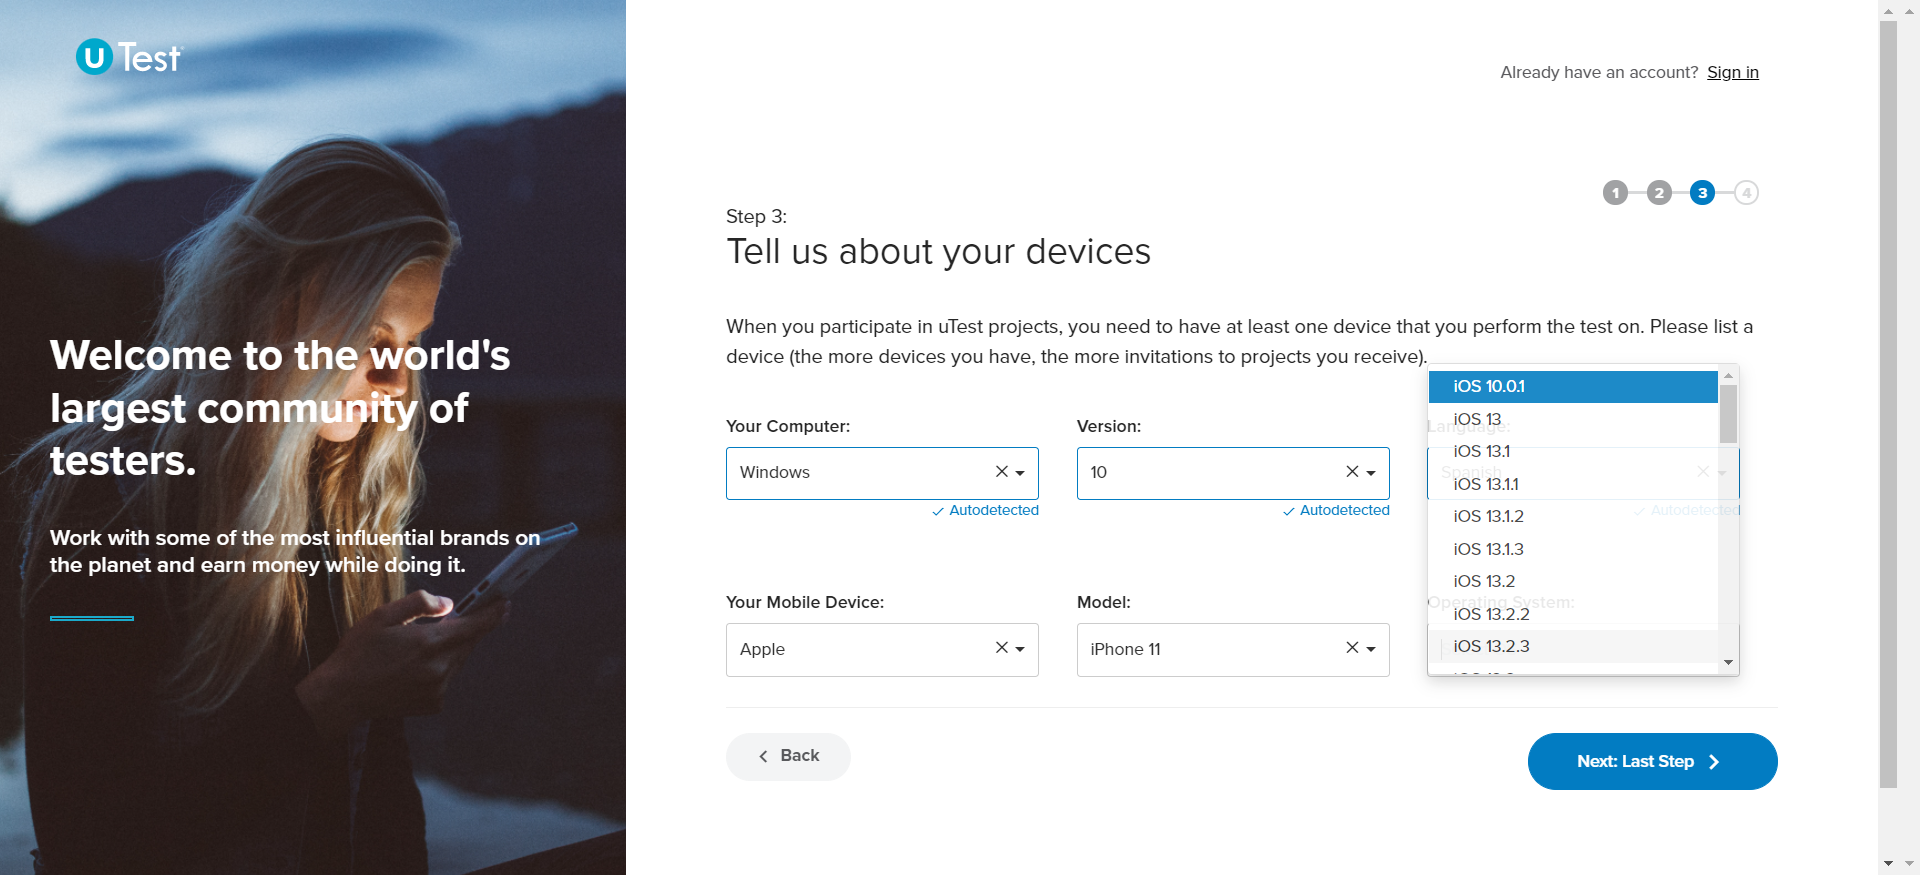 U Test
Already have an account? Sign in
1 2 3 4
Step 3:
Tell us about your devices
When you participate in uTest projects, you need to have at least one device that you perform the test on. Please list a
device (the more devices you have, the more invitations to projects you receive).
Welcome to the world's
largest community of
testers.
Work with some of the most influential brands on
the planet and earn money while doing it.
Your Computer:
Windows
Autodetected
Version:
10
Autodetected
Language:
Spanish
Autodetected
Your Mobile Device:
Apple
Model:
iPhone 11
Operating System:
iOS 10.0.1
iOS 13
iOS 13.1
iOS 13.1.1
iOS 13.1.2
iOS 13.1.3
iOS 13.2
iOS 13.2.2
iOS 13.2.3
Back
Next: Last Step